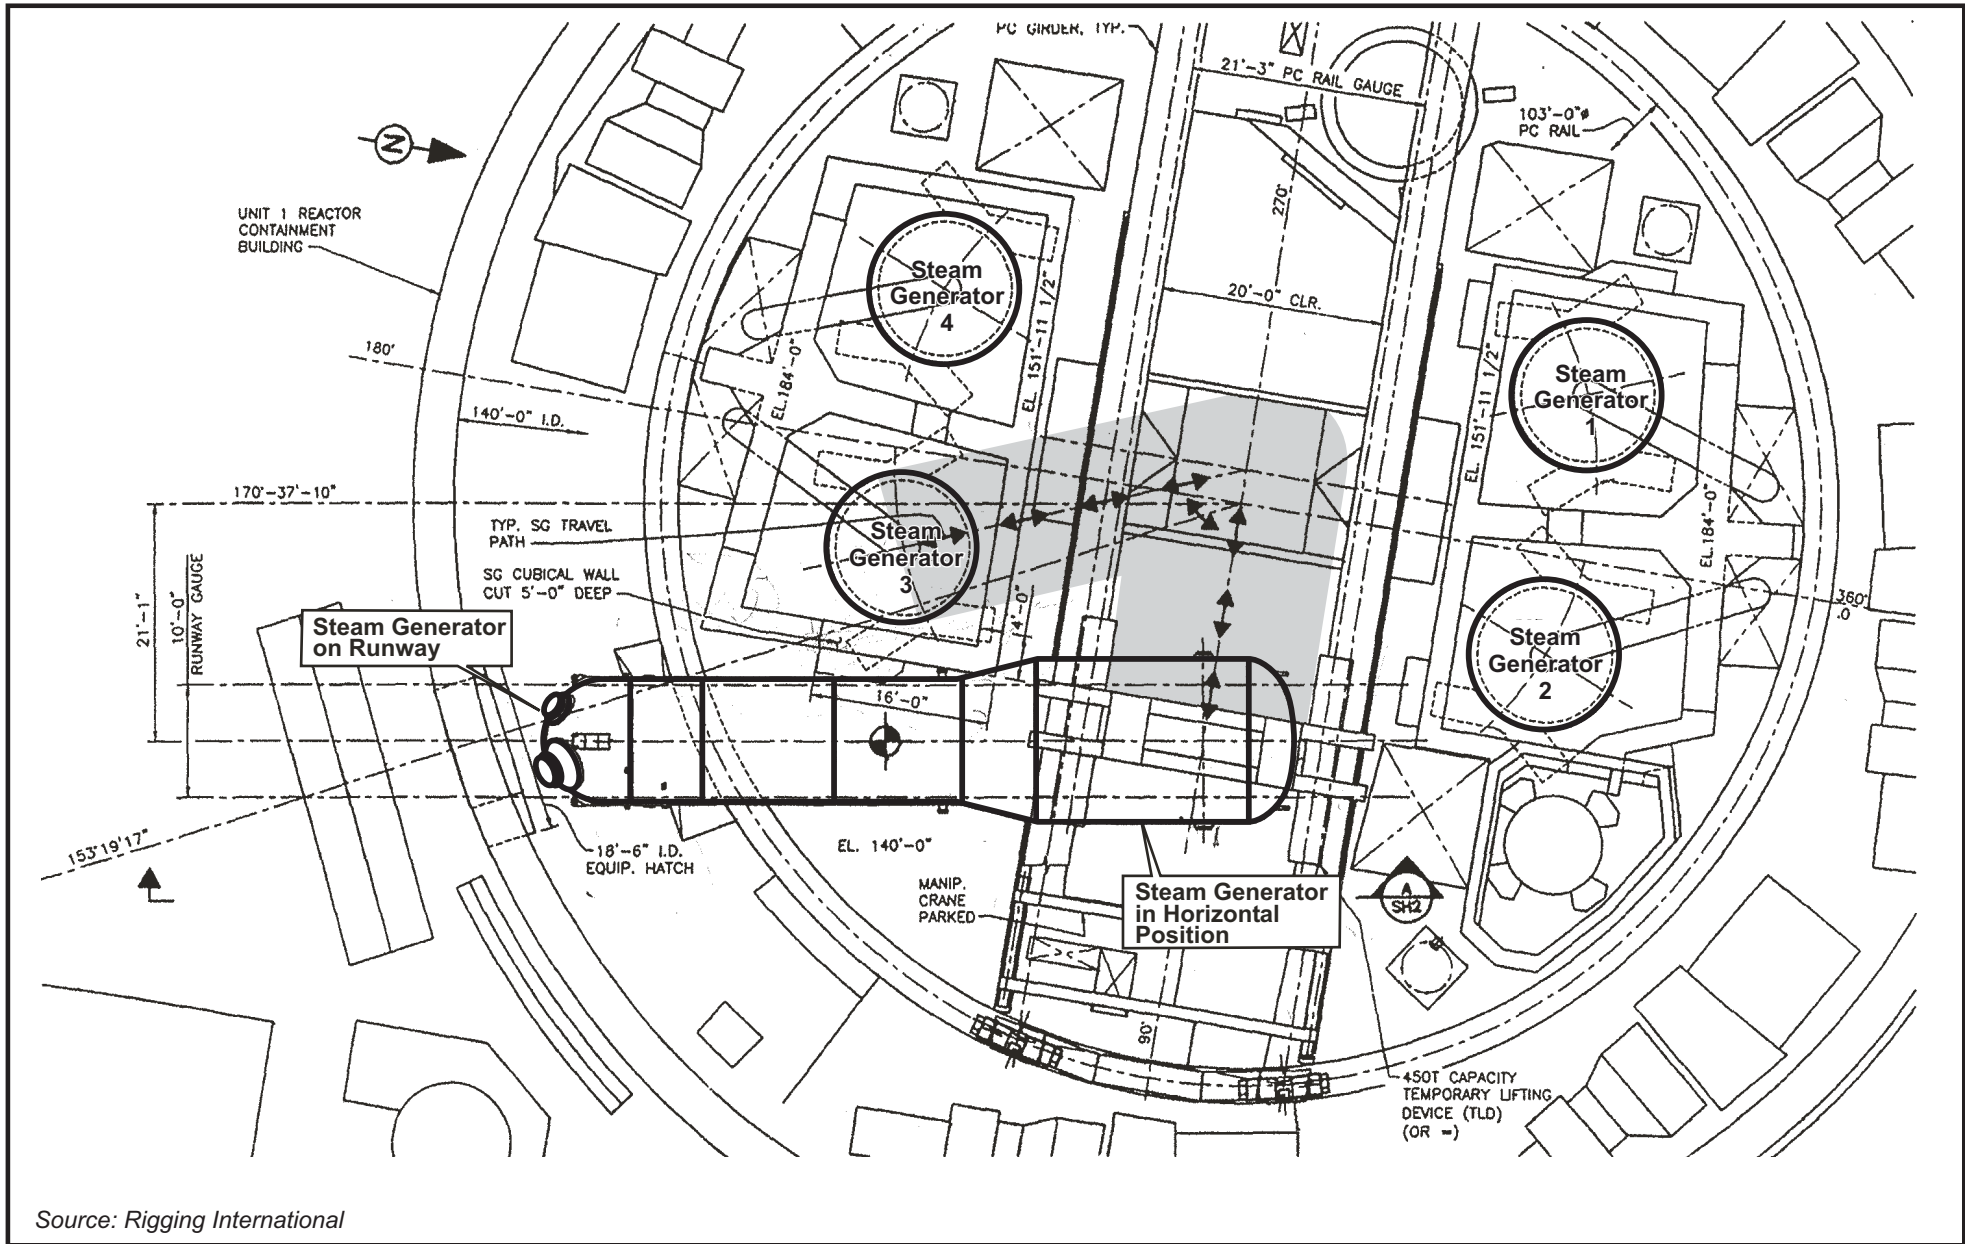 PC GIRDER, TYP.
21'-3" PC RAIL GAUGE
103'-0"ø
PC RAIL
N
UNIT 1 REACTOR
CONTAINMENT
BUILDING
270°
Steam
Generator
4
EL. 151'-11 1/2"
20'-0" CLR.
180°
EL.184'-0"
140'-0" I.D.
Steam
Generator
1
EL. 151'-11 1/2"
EL.184'-0"
170°-37'-10"
TYP. SG TRAVEL
PATH
SG CUBICAL WALL
CUT 5'-0" DEEP
Steam
Generator
3
21'-1"
10'-0"
RUNWAY GAUGE
Steam Generator
on Runway
16'-0"
Steam
Generator
2
360°
153°19'17"
18'-6" I.D.
EQUIP. HATCH
EL. 140'-0"
MANIP.
CRANE
PARKED
Steam Generator
in Horizontal
Position
A
SH2
90°
450T CAPACITY
TEMPORARY LIFTING
DEVICE (TLD)
Source: Rigging International